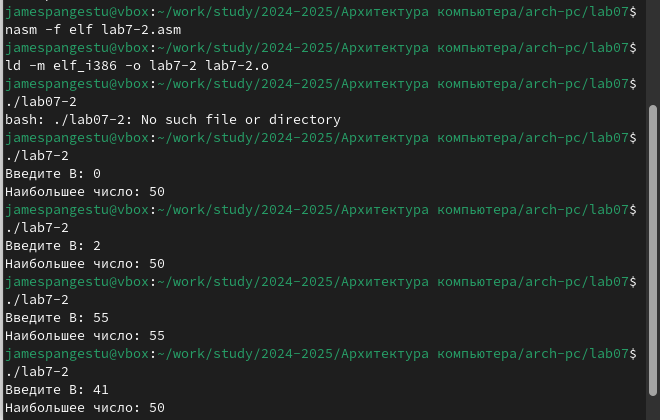 jamespangestu@vbox:~/work/study/2024-2025/Архитектура компьютера/arch-pc/lab07$
nasm -f elf lab7-2.asm
jamespangestu@vbox:~/work/study/2024-2025/Архитектура компьютера/arch-pc/lab07$
ld -m elf_i386 -o lab7-2 lab7-2.o
jamespangestu@vbox:~/work/study/2024-2025/Архитектура компьютера/arch-pc/lab07$
./lab07-2
bash: ./lab07-2: No such file or directory
jamespangestu@vbox:~/work/study/2024-2025/Архитектура компьютера/arch-pc/lab07$
./lab7-2
Введите B: 0
Наибольшее число: 50
jamespangestu@vbox:~/work/study/2024-2025/Архитектура компьютера/arch-pc/lab07$
./lab7-2
Введите B: 2
Наибольшее число: 50
jamespangestu@vbox:~/work/study/2024-2025/Архитектура компьютера/arch-pc/lab07$
./lab7-2
Введите B: 55
Наибольшее число: 55
jamespangestu@vbox:~/work/study/2024-2025/Архитектура компьютера/arch-pc/lab07$
./lab7-2
Введите B: 41
Наибольшее число: 50